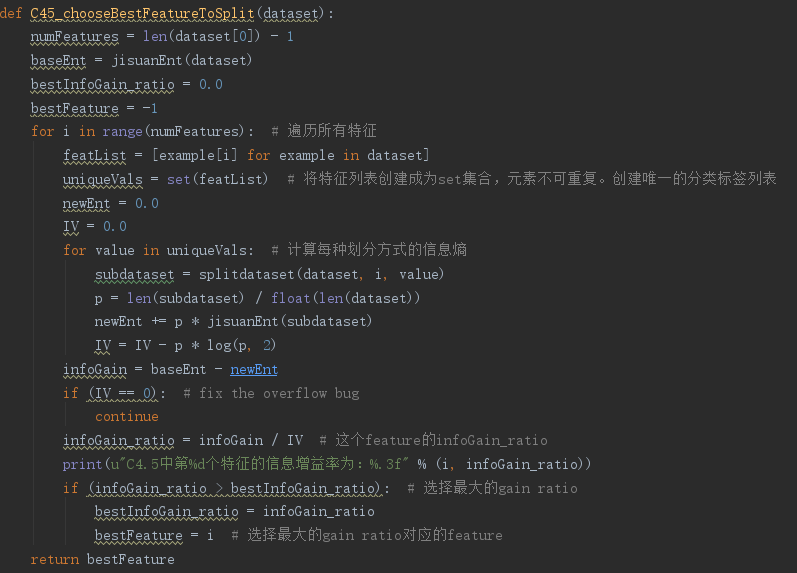 def C45_chooseBestFeatureToSplit(dataset):
    numFeatures = len(dataset[0]) - 1
    baseEnt = jisuanEnt(dataset)
    bestInfoGain_ratio = 0.0
    bestFeature = -1
    for i in range(numFeatures):  # 遍历所有特征
        featList = [example[i] for example in dataset]
        uniqueVals = set(featList)  # 将特征列表创建成为set集合，元素不可重复。创建唯一的分类标签列表
        newEnt = 0.0
        IV = 0.0
        for value in uniqueVals:  # 计算每种划分方式的信息熵
            subdataset = splitdataset(dataset, i, value)
            p = len(subdataset) / float(len(dataset))
            newEnt += p * jisuanEnt(subdataset)
            IV = IV - p * log(p, 2)
        infoGain = baseEnt - newEnt
        if (IV == 0):  # fix the overflow bug
            continue
        infoGain_ratio = infoGain / IV  # 这个feature的infoGain_ratio
        print(u"C4.5中第%d个特征的信息增益率为：%.3f" % (i, infoGain_ratio))
        if (infoGain_ratio > bestInfoGain_ratio):  # 选择最大的gain ratio
            bestInfoGain_ratio = infoGain_ratio
            bestFeature = i  # 选择最大的gain ratio对应的feature
    return bestFeature